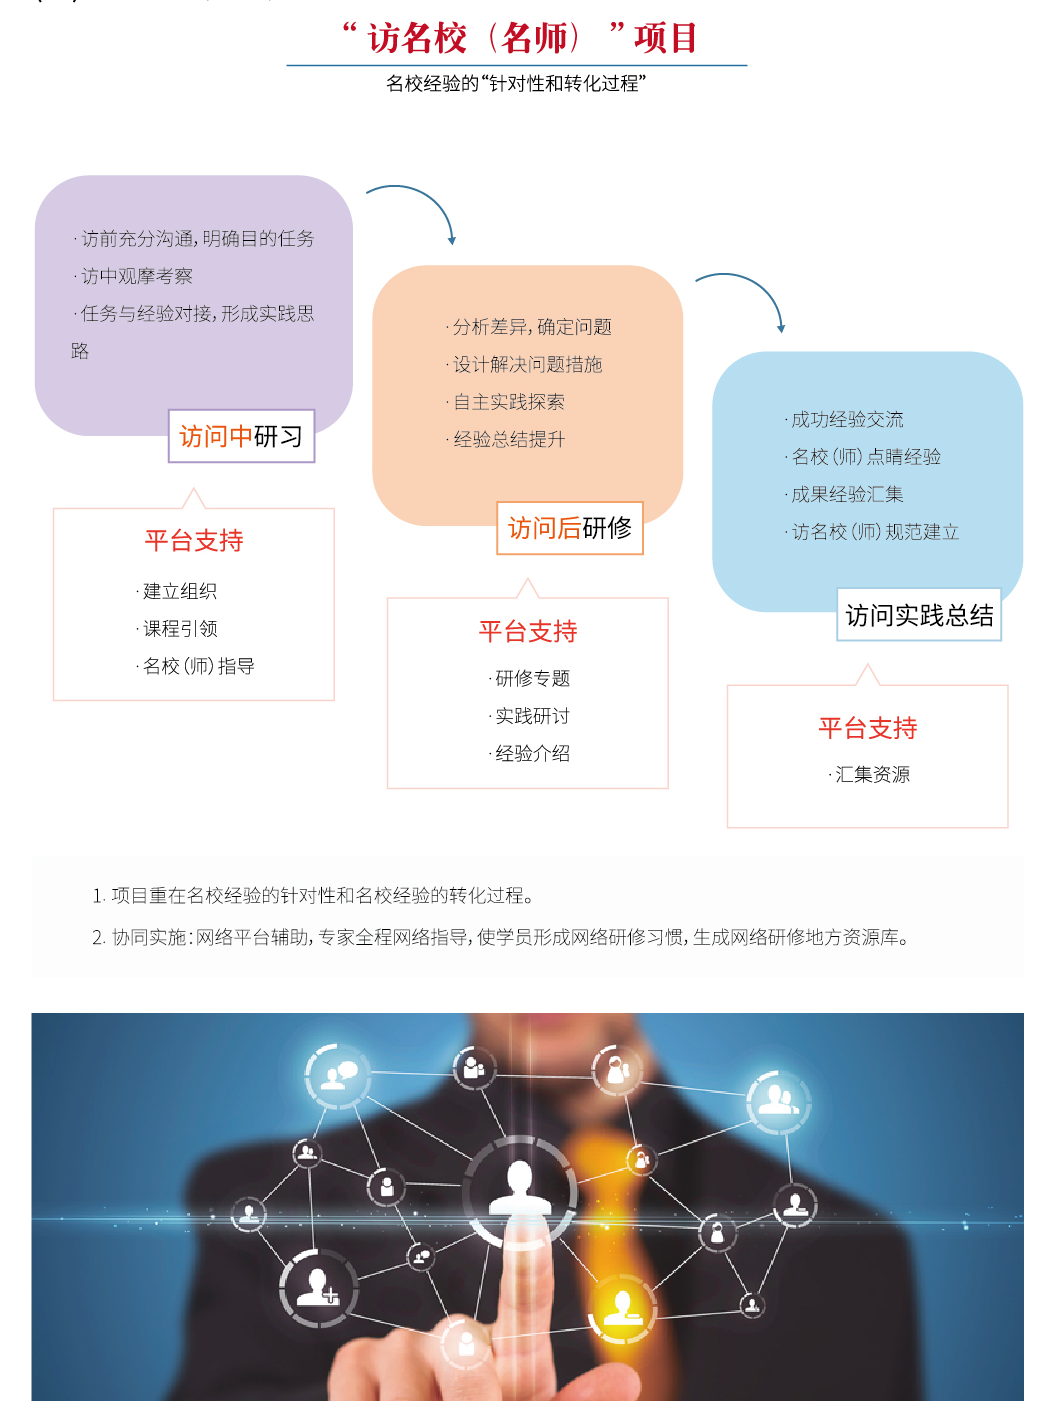 “访名校（名师）”项目
名校经验的“针对性和转化过程”
·访前充分沟通，明确目的任务
·访中观摩考察
·任务与经验对接，形成实践思
路
访问中研习
平台支持
·建立组织
·课程引领
·名校（师）指导
·分析差异，确定问题
·设计解决问题措施
·自主实践探索
·经验总结提升
访问后研修
平台支持
·研修专题
·实践研讨
·经验介绍
·成功经验交流
·名校（师）点睛经验
·成果经验汇集
·访名校（师）规范建立
访问实践总结
平台支持
·汇集资源
1. 项目重在名校经验的针对性和名校经验的转化过程。
2. 协同实施：网络平台辅助，专家全程网络指导，使学员形成网络研修习惯，生成网络研修地方资源库。